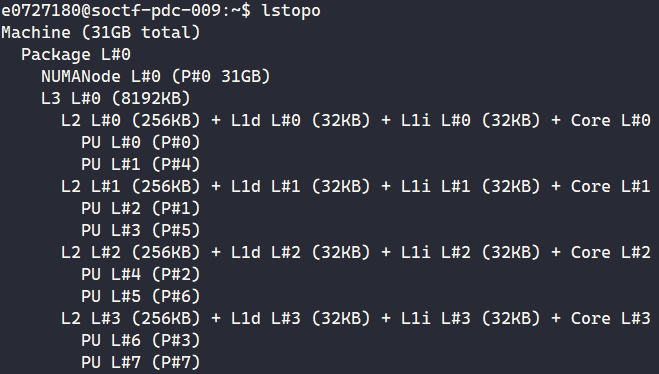 e0727180@soctf-pdc-009:~$ lstopo
Machine (31GB total)
  Package L#0
    NUMANode L#0 (P#0 31GB)
    L3 L#0 (8192KB)
      L2 L#0 (256KB) + L1d L#0 (32KB) + L1i L#0 (32KB) + Core L#0
        PU L#0 (P#0)
        PU L#1 (P#4)
      L2 L#1 (256KB) + L1d L#1 (32KB) + L1i L#1 (32KB) + Core L#1
        PU L#2 (P#1)
        PU L#3 (P#5)
      L2 L#2 (256KB) + L1d L#2 (32KB) + L1i L#2 (32KB) + Core L#2
        PU L#4 (P#2)
        PU L#5 (P#6)
      L2 L#3 (256KB) + L1d L#3 (32KB) + L1i L#3 (32KB) + Core L#3
        PU L#6 (P#3)
        PU L#7 (P#7)